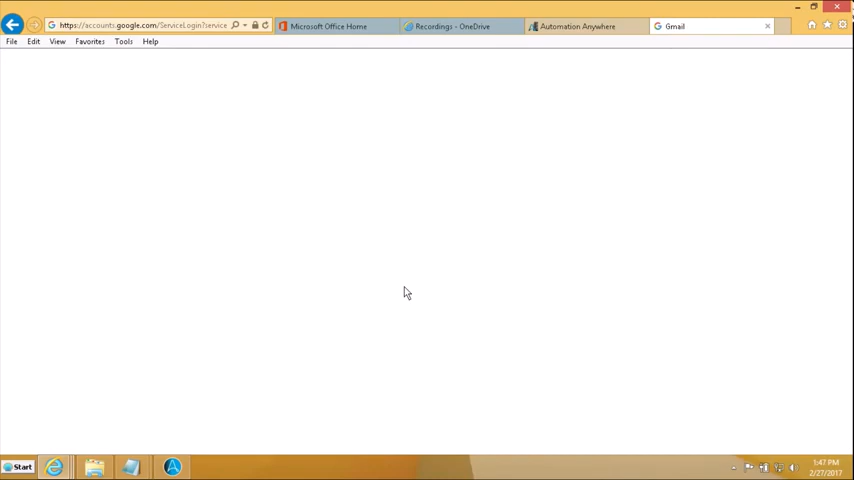 https://accounts.google.com/ServiceLogin?service
Microsoft Office Home
Recordings - OneDrive
Automation Anywhere
Gmail
File Edit View Favorites Tools Help
Start
1:47 PM
2/27/2017